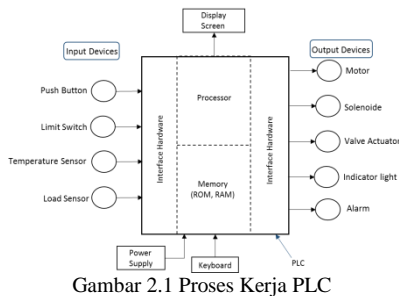 Display
Screen
Input Devices
Output Devices
Push Button
Limit Switch
Temperature Sensor
Load Sensor
Interface Hardware
Processor
Memory
(ROM, RAM)
Interface Hardware
Motor
Solenoide
Valve Actuator
Indicator light
Alarm
Power
Supply
Keyboard
PLC
Gambar 2.1 Proses Kerja PLC